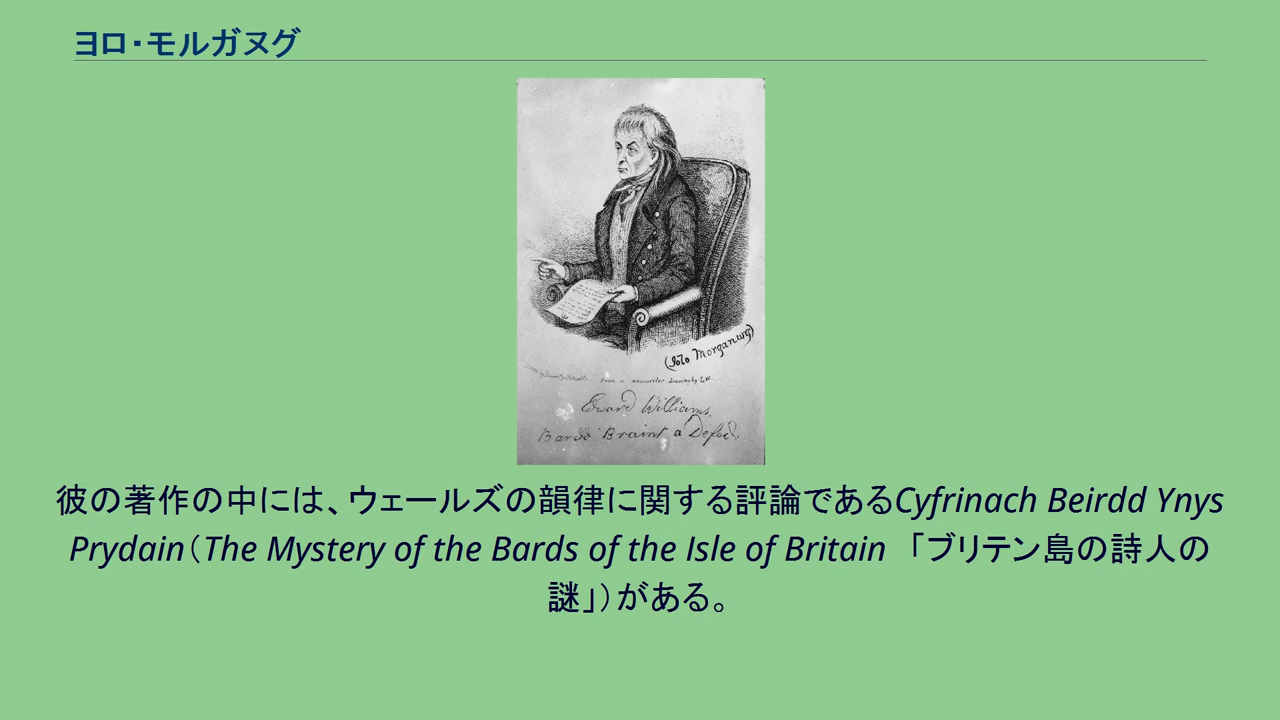 ヨロ・モルガヌグ
(Iolo Morganwg)
Edward Williams.
Bardd Braint a Defod.
彼の著作の中には、ウェールズの韻律に関する評論であるCyfrinach Beirdd Ynys
Prydain（The Mystery of the Bards of the Isle of Britain 「ブリテン島の詩人の
謎」）がある。